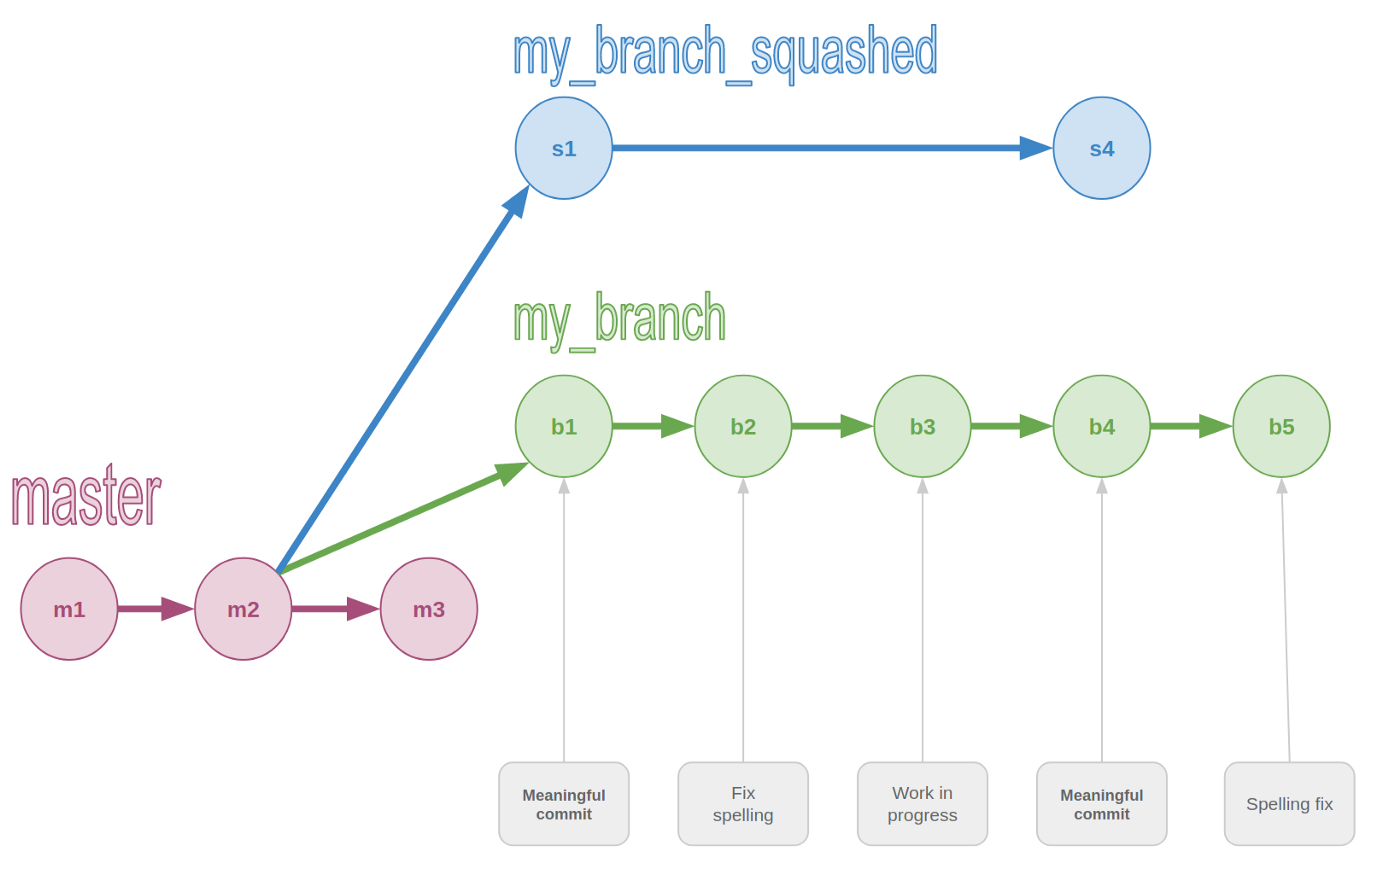 my_branch_squashed
s1
s4
my_branch
b1
b2
b3
b4
b5
master
m1
m2
m3
Meaningful
commit
Fix
spelling
Work in
progress
Meaningful
commit
Spelling fix